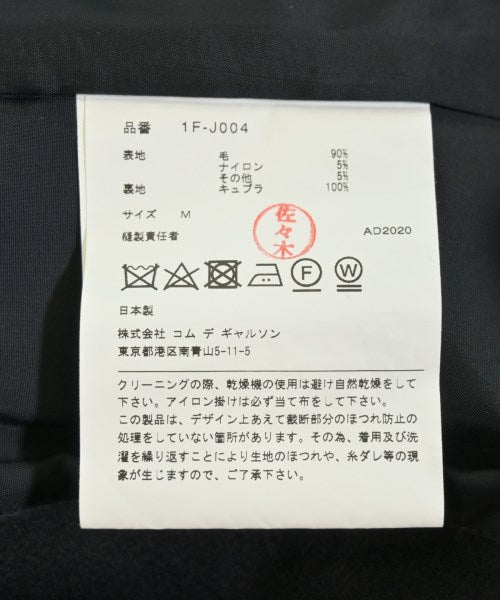 品番 1F-J004
表地 毛 90%
ナイロン 5%
その他 5%
裏地 キュプラ 100%
サイズ M
縫製責任者 佐々木 AD2020
F W
日本製
株式会社 コム デ ギャルソン
東京都港区南青山5-11-5
クリーニングの際、乾燥機の使用は避け自然乾燥をして
下さい。アイロン掛けは必ず当て布をして下さい。
この製品は、デザイン上あえて裁断部分のほつれ防止の
処理をしていない箇所があります。その為、着用及び洗
濯を繰り返すことにより生地のほつれや、糸ダレ等の現
象が生じますので、ご了承下さい。